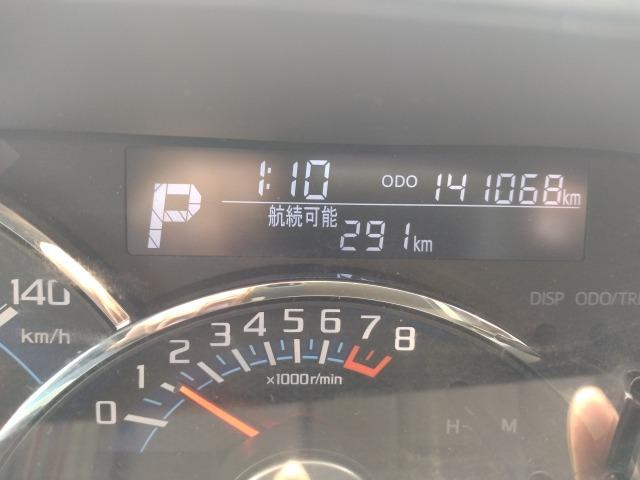 1:10 ODO 141068km
P
航続可能
291km
140
km/h
DISP ODO/TRI
0 1 2 3 4 5 6 7 8
×1000r/min
H M